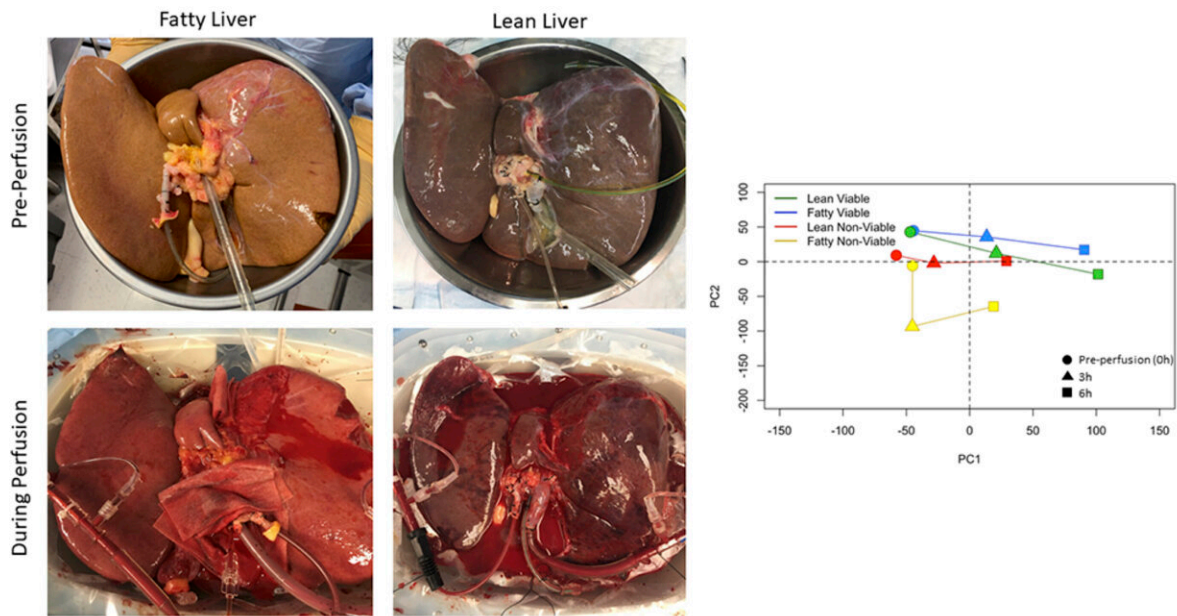 Fatty Liver
Lean Liver
Pre-Perfusion
During Perfusion
Lean Viable
Fatty Viable
Lean Non-Viable
Fatty Non-Viable
Pre-perfusion (0h)
3h
6h
PC2
100
50
0
-50
-100
-150
-200
-150
-100
-50
0
50
100
150
PC1